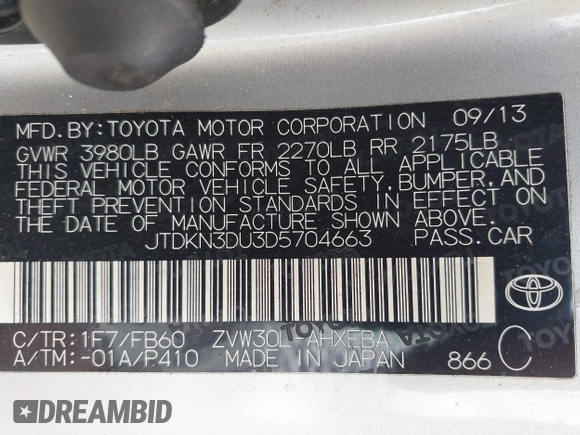 MFD.BY:TOYOTA MOTOR CORPORATION 09/13
GVWR 3980LB GAWR FR 2270LB RR 2175LB
THIS VEHICLE CONFORMS TO ALL APPLICABLE
FEDERAL MOTOR VEHICLE SAFETY,BUMPER,AND
THEFT PREVENTION STANDARDS IN EFFECT ON
THE DATE OF MANUFACTURE SHOWN ABOVE.
JTDKN3DU3D5704663 PASS.CAR
TOYOTA
C/TR:1F7/FB60 ZVW30L-AHXEBA
A/TM:-01A/P410 MADE IN JAPAN 866 C
DREAMBID